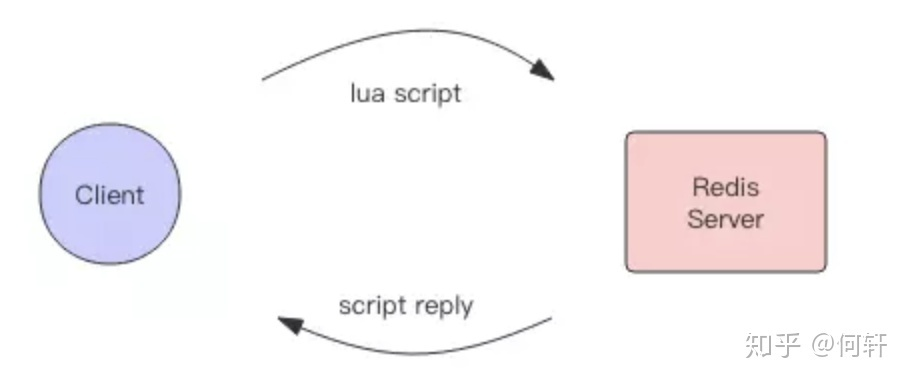 lua script
Client
Redis
Server
script reply
知乎 @何轩